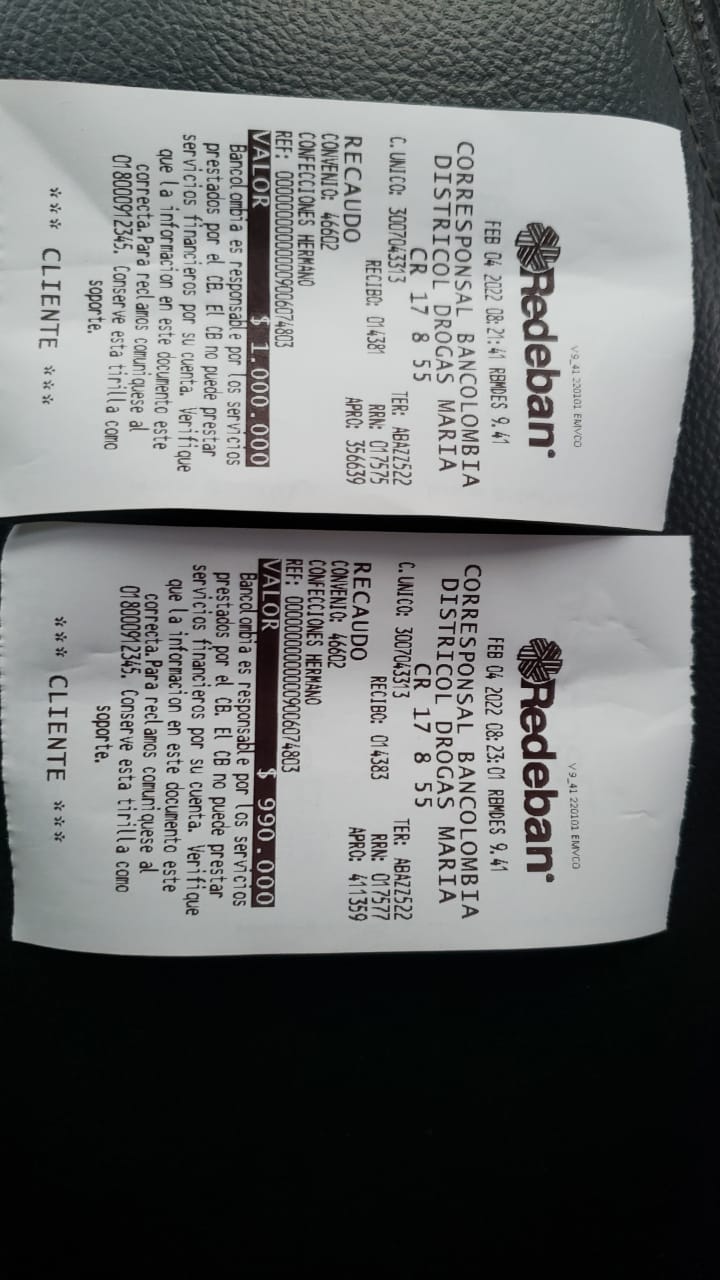 V9_41 220101 EMVCO
Redeban
FEB 04 2022 08:21:41 RBMDES 9.41
CORRESPONSAL BANCOLOMBIA
DISTRICOL DROGAS MARIA
CR 17 8 55
C.UNICO: 3007043313 TER: ABAZZ522
RECIBO: 014381 RRN: 017575
RECAUDO APRO: 356639
CONVENIO: 46602
CONFECCIONES HERMANO
REF: 0000000000000009006074803
VALOR $ 1.000.000
Bancolombia es responsable por los servicios
prestados por el CB. El CB no puede prestar
servicios financieros por su cuenta. Verifique
que la informacion en este documento este
correcta.Para reclamos comuniquese al
018000912345. Conserve esta tirilla como
soporte.
*** CLIENTE ***
V9_41 220101 EMVCO
Redeban
FEB 04 2022 08:23:01 RBMDES 9.41
CORRESPONSAL BANCOLOMBIA
DISTRICOL DROGAS MARIA
CR 17 8 55
C.UNICO: 3007043313 TER: ABAZZ522
RECIBO: 014383 RRN: 017577
RECAUDO APRO: 411359
CONVENIO: 46602
CONFECCIONES HERMANO
REF: 0000000000000009006074803
VALOR $ 990.000
Bancolombia es responsable por los servicios
prestados por el CB. El CB no puede prestar
servicios financieros por su cuenta. Verifique
que la informacion en este documento este
correcta.Para reclamos comuniquese al
018000912345. Conserve esta tirilla como
soporte.
*** CLIENTE ***